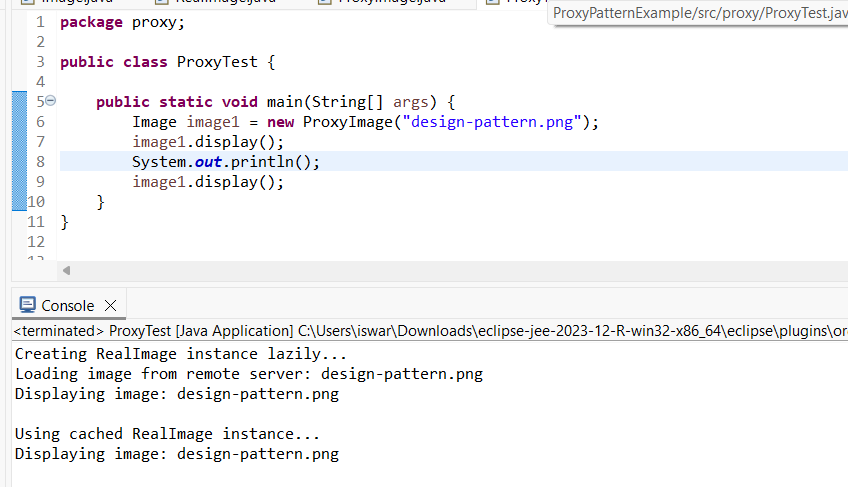 ProxyPatternExample/src/proxy/ProxyTest.jav
1 package proxy;
2
3 public class ProxyTest {
4
5 public static void main(String[] args) {
6 Image image1 = new ProxyImage("design-pattern.png");
7 image1.display();
8 System.out.println();
9 image1.display();
10 }
11 }
12
Console
<terminated> ProxyTest [Java Application] C:\Users\iswar\Downloads\eclipse-jee-2023-12-R-win32-x86_64\eclipse\plugins\or
Creating RealImage instance lazily...
Loading image from remote server: design-pattern.png
Displaying image: design-pattern.png
Using cached RealImage instance...
Displaying image: design-pattern.png